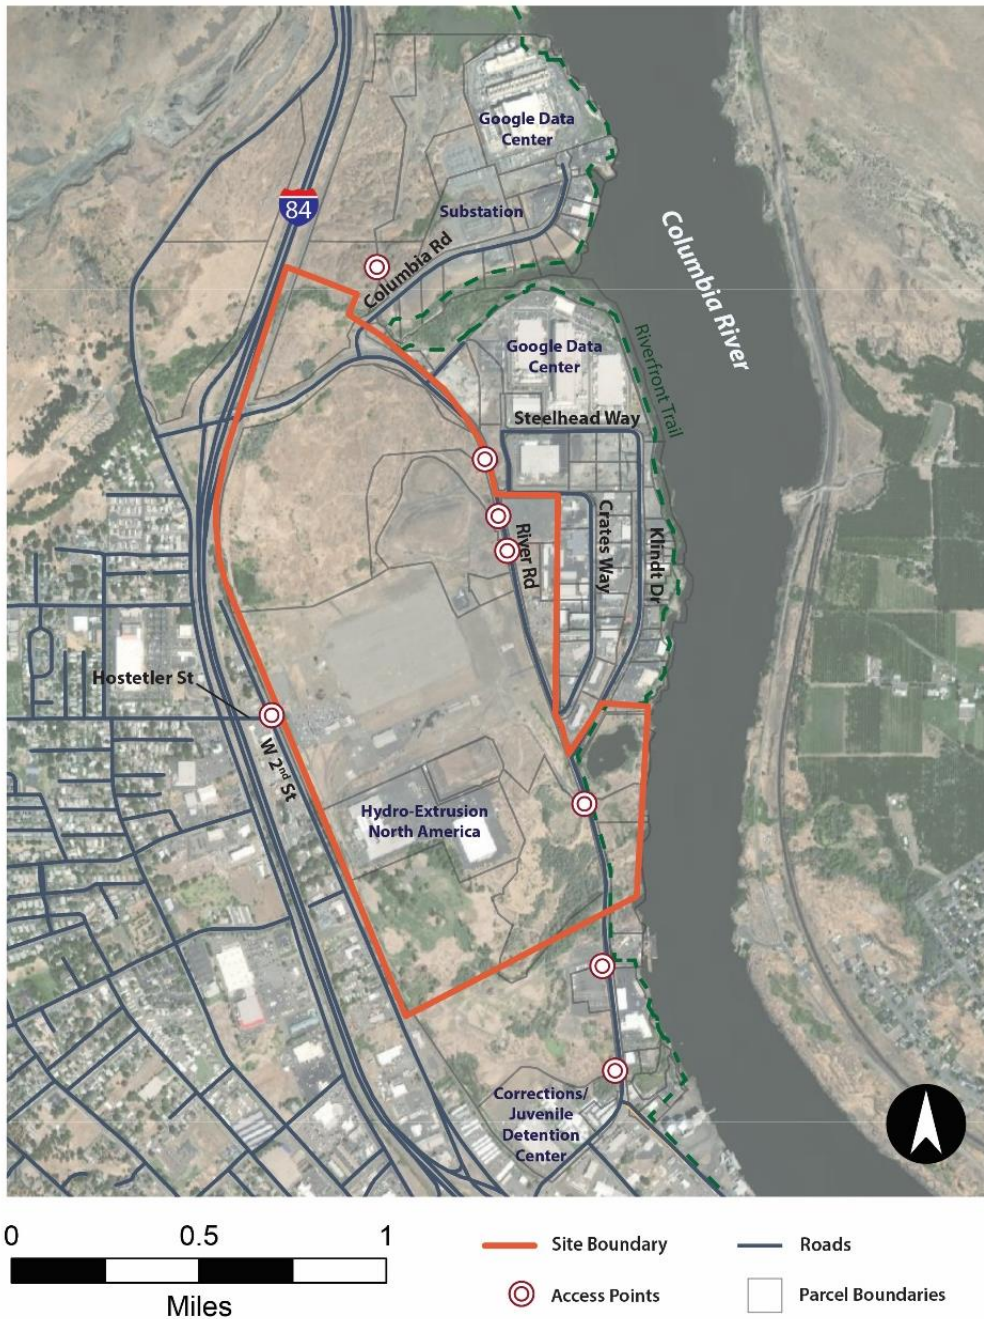 Google Data
Center
84
Substation
Columbia Rd
Columbia River
Google Data
Center
Riverfront Trail
Steelhead Way
Crates Way
Klindt Dr
River Rd
Hostetler St
W 2nd St
Hydro-Extrusion
North America
Corrections/
Juvenile
Detention
Center
0 0.5 1
Miles
Site Boundary
Roads
Access Points
Parcel Boundaries